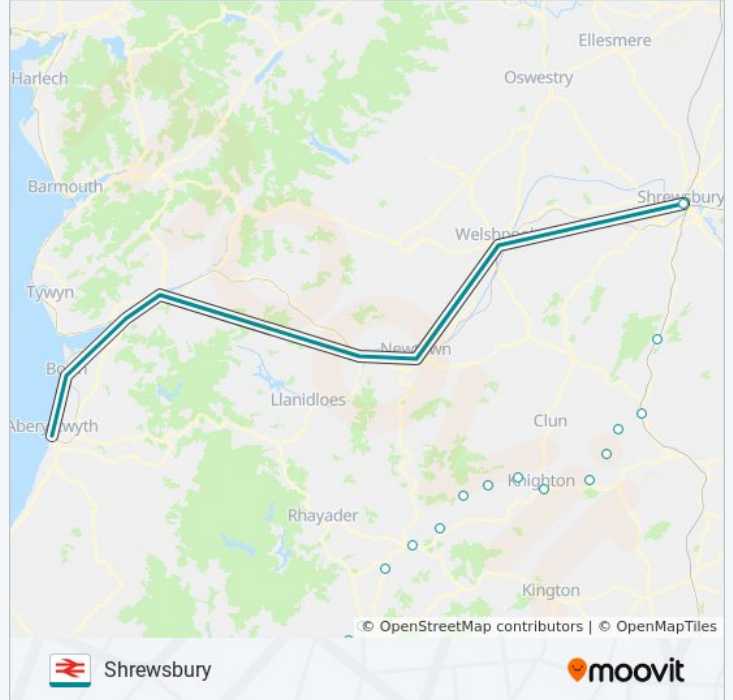 Ellesmere
Harlech
Oswestry
Barmouth
Shrewsbury
Welshpool
Tywyn
Newtown
Borth
Llanidloes
Aberystwyth
Clun
Knighton
Rhayader
Kington
© OpenStreetMap contributors | © OpenMapTiles
Shrewsbury
moovit